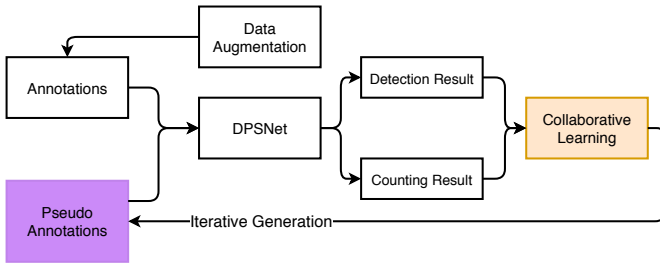 Data
Augmentation
Annotations
Detection Result
DPSNet
Collaborative
Learning
Counting Result
Pseudo
Annotations
Iterative Generation